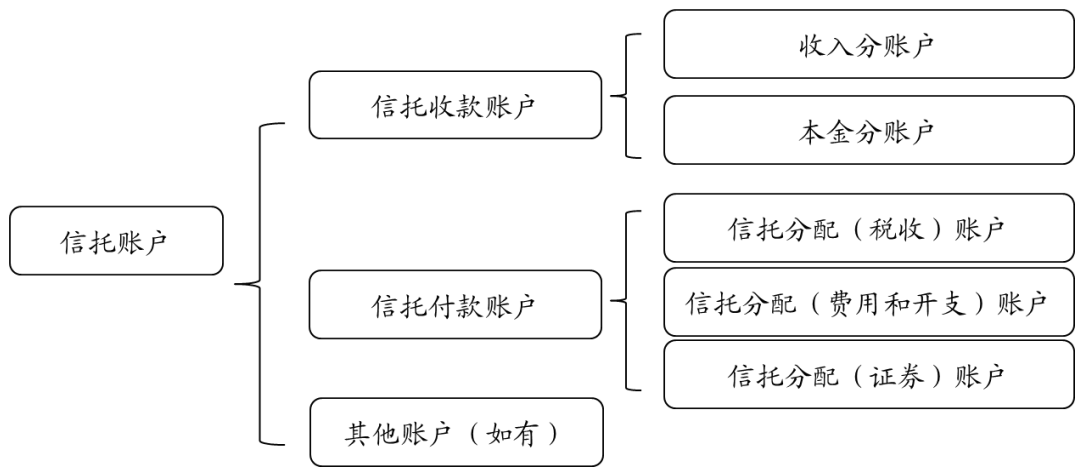 信托账户
信托收款账户
收入分账户
本金分账户
信托付款账户
信托分配（税收）账户
信托分配（费用和开支）账户
信托分配（证券）账户
其他账户（如有）